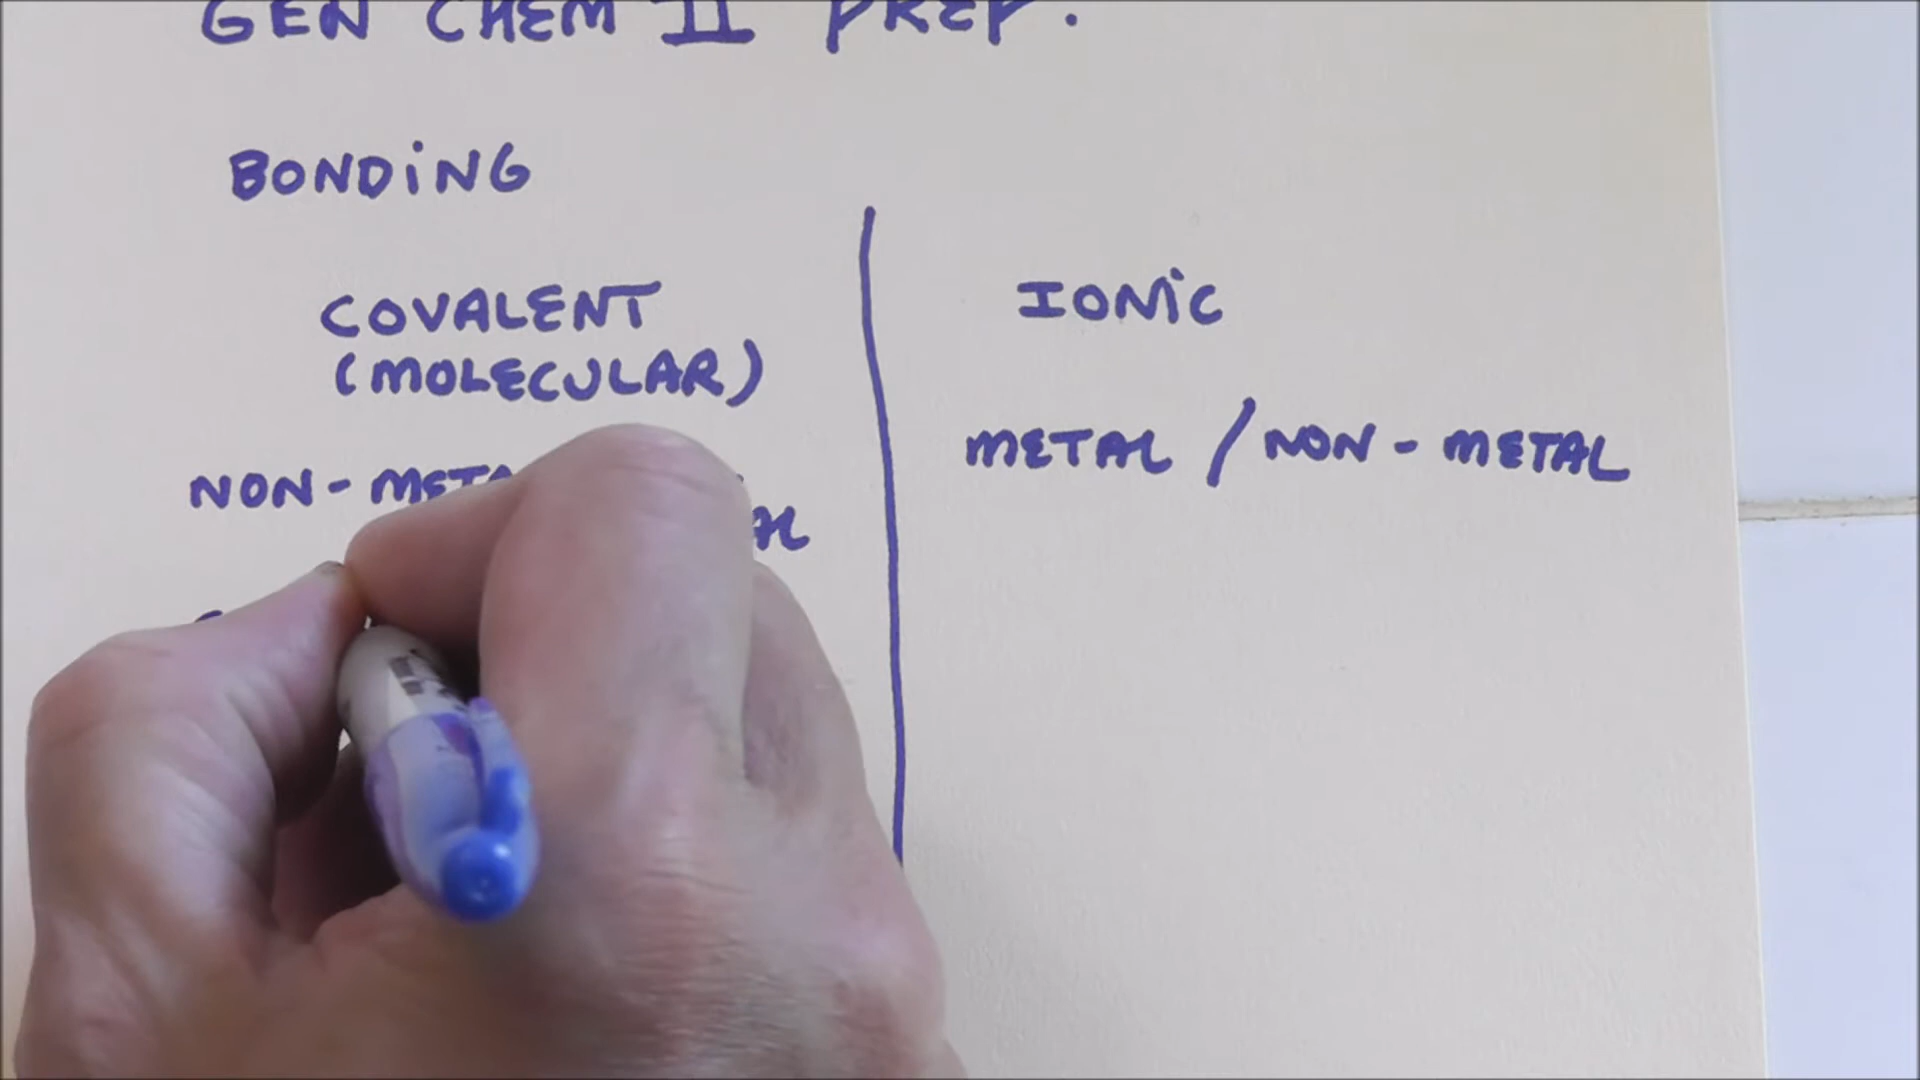 GEN CHEM II PREP.
BONDING
COVALENT
(MOLECULAR)
NON-
IONIC
METAL / NON-METAL